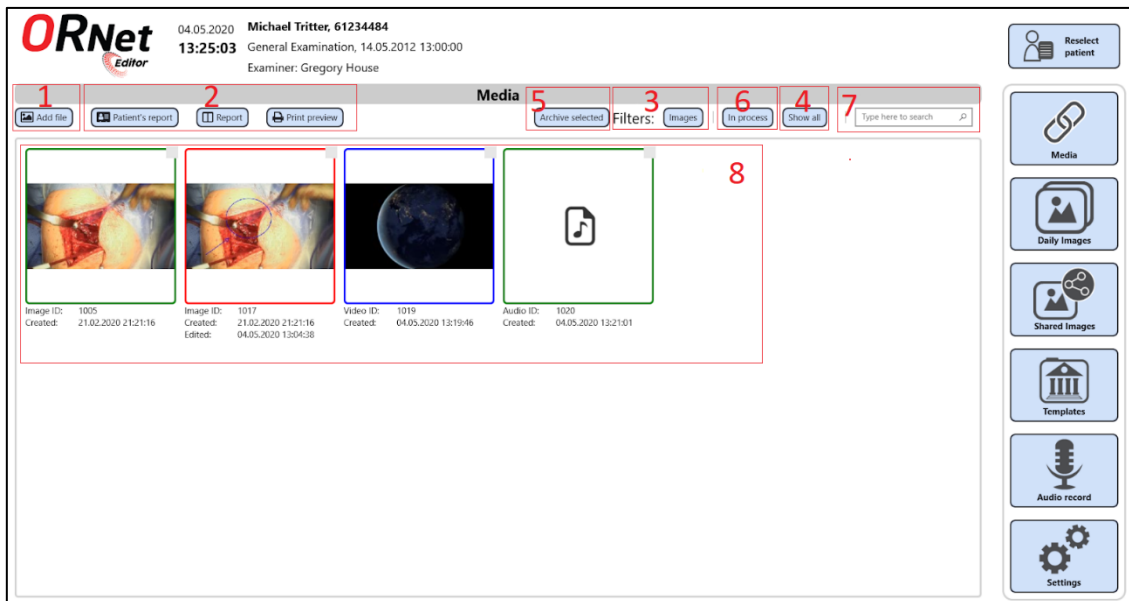 ORNet
Editor
04.05.2020
13:25:03
Michael Tritter, 61234484
General Examination, 14.05.2012 13:00:00
Examiner: Gregory House
Reselect
patient
Media
1
2
5
3
6
4
7
Add file
Patient's report
Report
Print preview
Archive selected
Filters:
Images
In process
Show all
Type here to search
8
Image ID: 1005
Created: 21.02.2020 21:21:16
Image ID: 1017
Created: 21.02.2020 21:21:16
Edited: 04.05.2020 13:04:38
Video ID: 1019
Created: 04.05.2020 13:19:46
Audio ID: 1020
Created: 04.05.2020 13:21:01
Media
Daily Images
Shared Images
Templates
Audio record
Settings